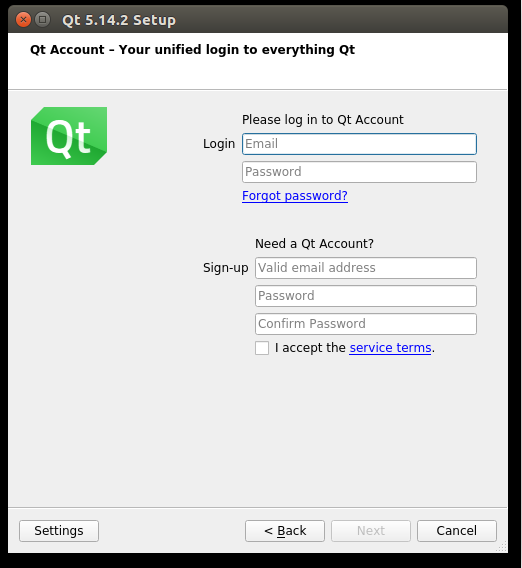 Qt 5.14.2 Setup
Qt Account – Your unified login to everything Qt
Qt
Please log in to Qt Account
Login Email
Password
Forgot password?
Need a Qt Account?
Sign-up Valid email address
Password
Confirm Password
I accept the service terms.
Settings < Back Next Cancel